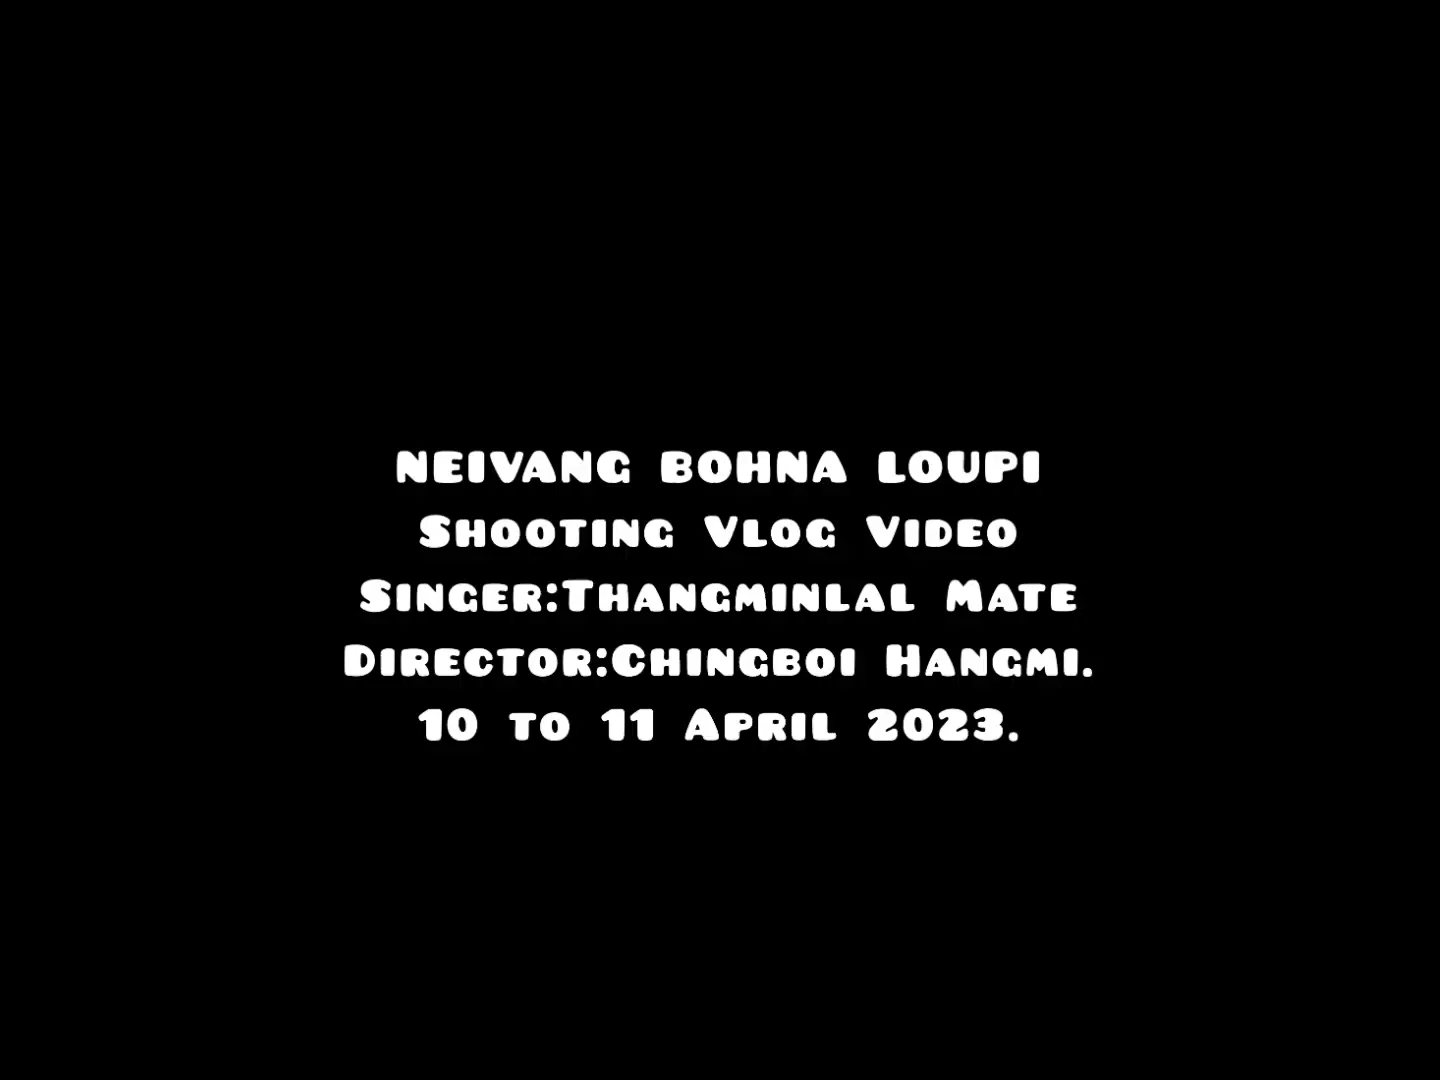 NEIVANG BOHNA LOUPI
Shooting Vlog Video
Singer:Thangminlal Mate
Director:Chingboi Hangmi.
10 to 11 April 2023.